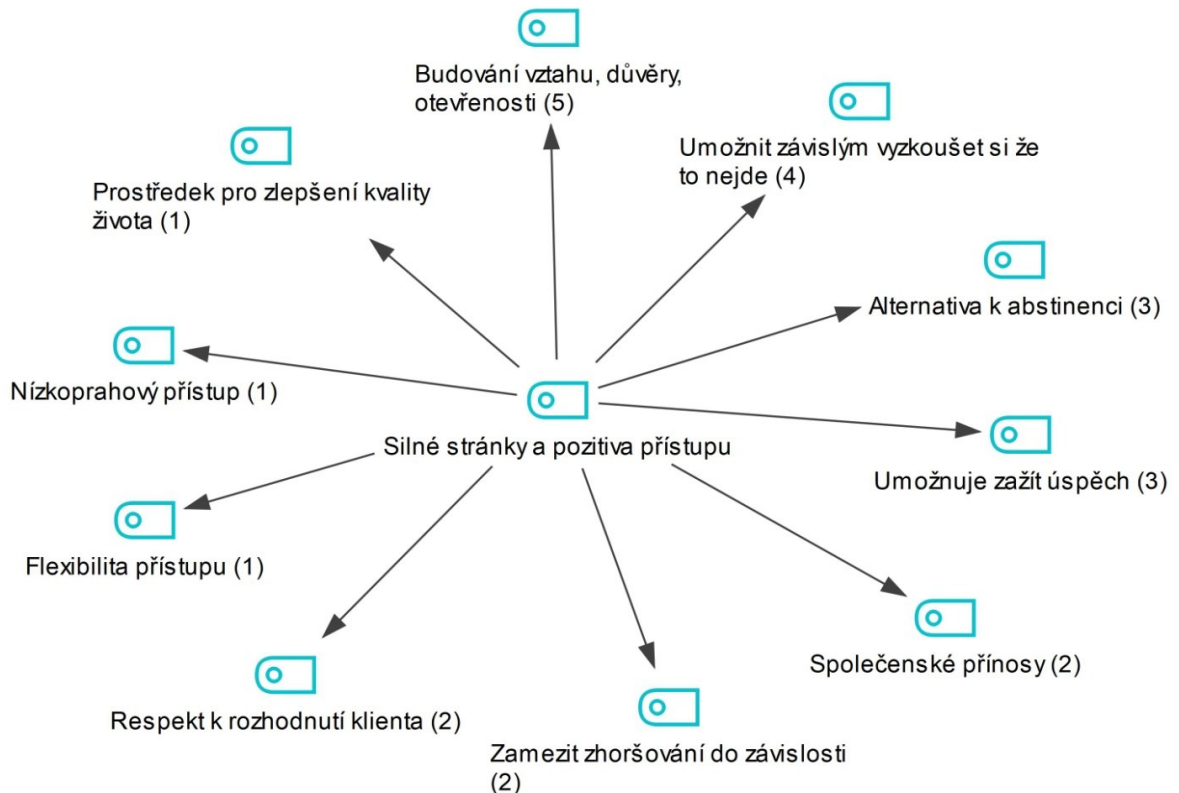 Budování vztahu, důvěry,
otevřenosti (5)
Umožnit závislým vyzkoušet si že
to nejde (4)
Prostředek pro zlepšení kvality
života (1)
Alternativa k abstinenci (3)
Nízkoprahový přístup (1)
Silné stránky a pozitiva přístupu
Umožnuje zažít úspěch (3)
Flexibilita přístupu (1)
Společenské přínosy (2)
Respekt k rozhodnutí klienta (2)
Zamezit zhoršování do závislosti
(2)